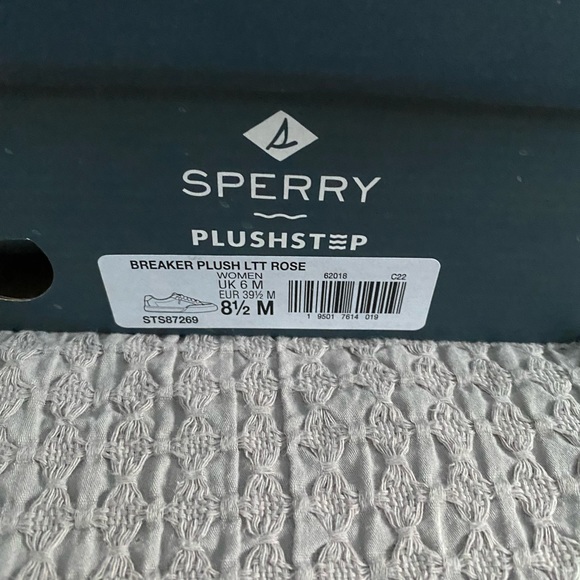 SPERRY
PLUSHSTEP
BREAKER PLUSH LTT ROSE
WOMEN
UK 6 M
EUR 39½ M
8½ M
STS87269
62018 C22
1 9501 7614 019